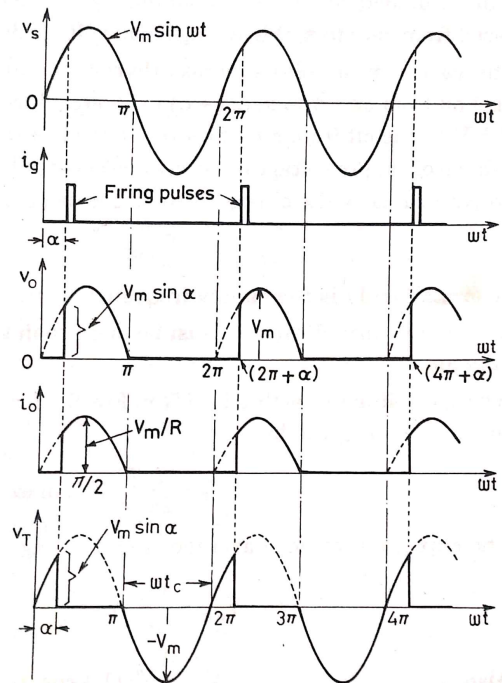 Vs
Vm sin ωt
0
π
2π
ωt
ig
Firing pulses
α
ωt
Vo
Vm sin α
Vm
0
π
2π
(2π+α)
(4π+α)
ωt
io
Vm/R
π/2
ωt
VT
Vm sin α
ωtc
α
π
2π
3π
4π
ωt
-Vm